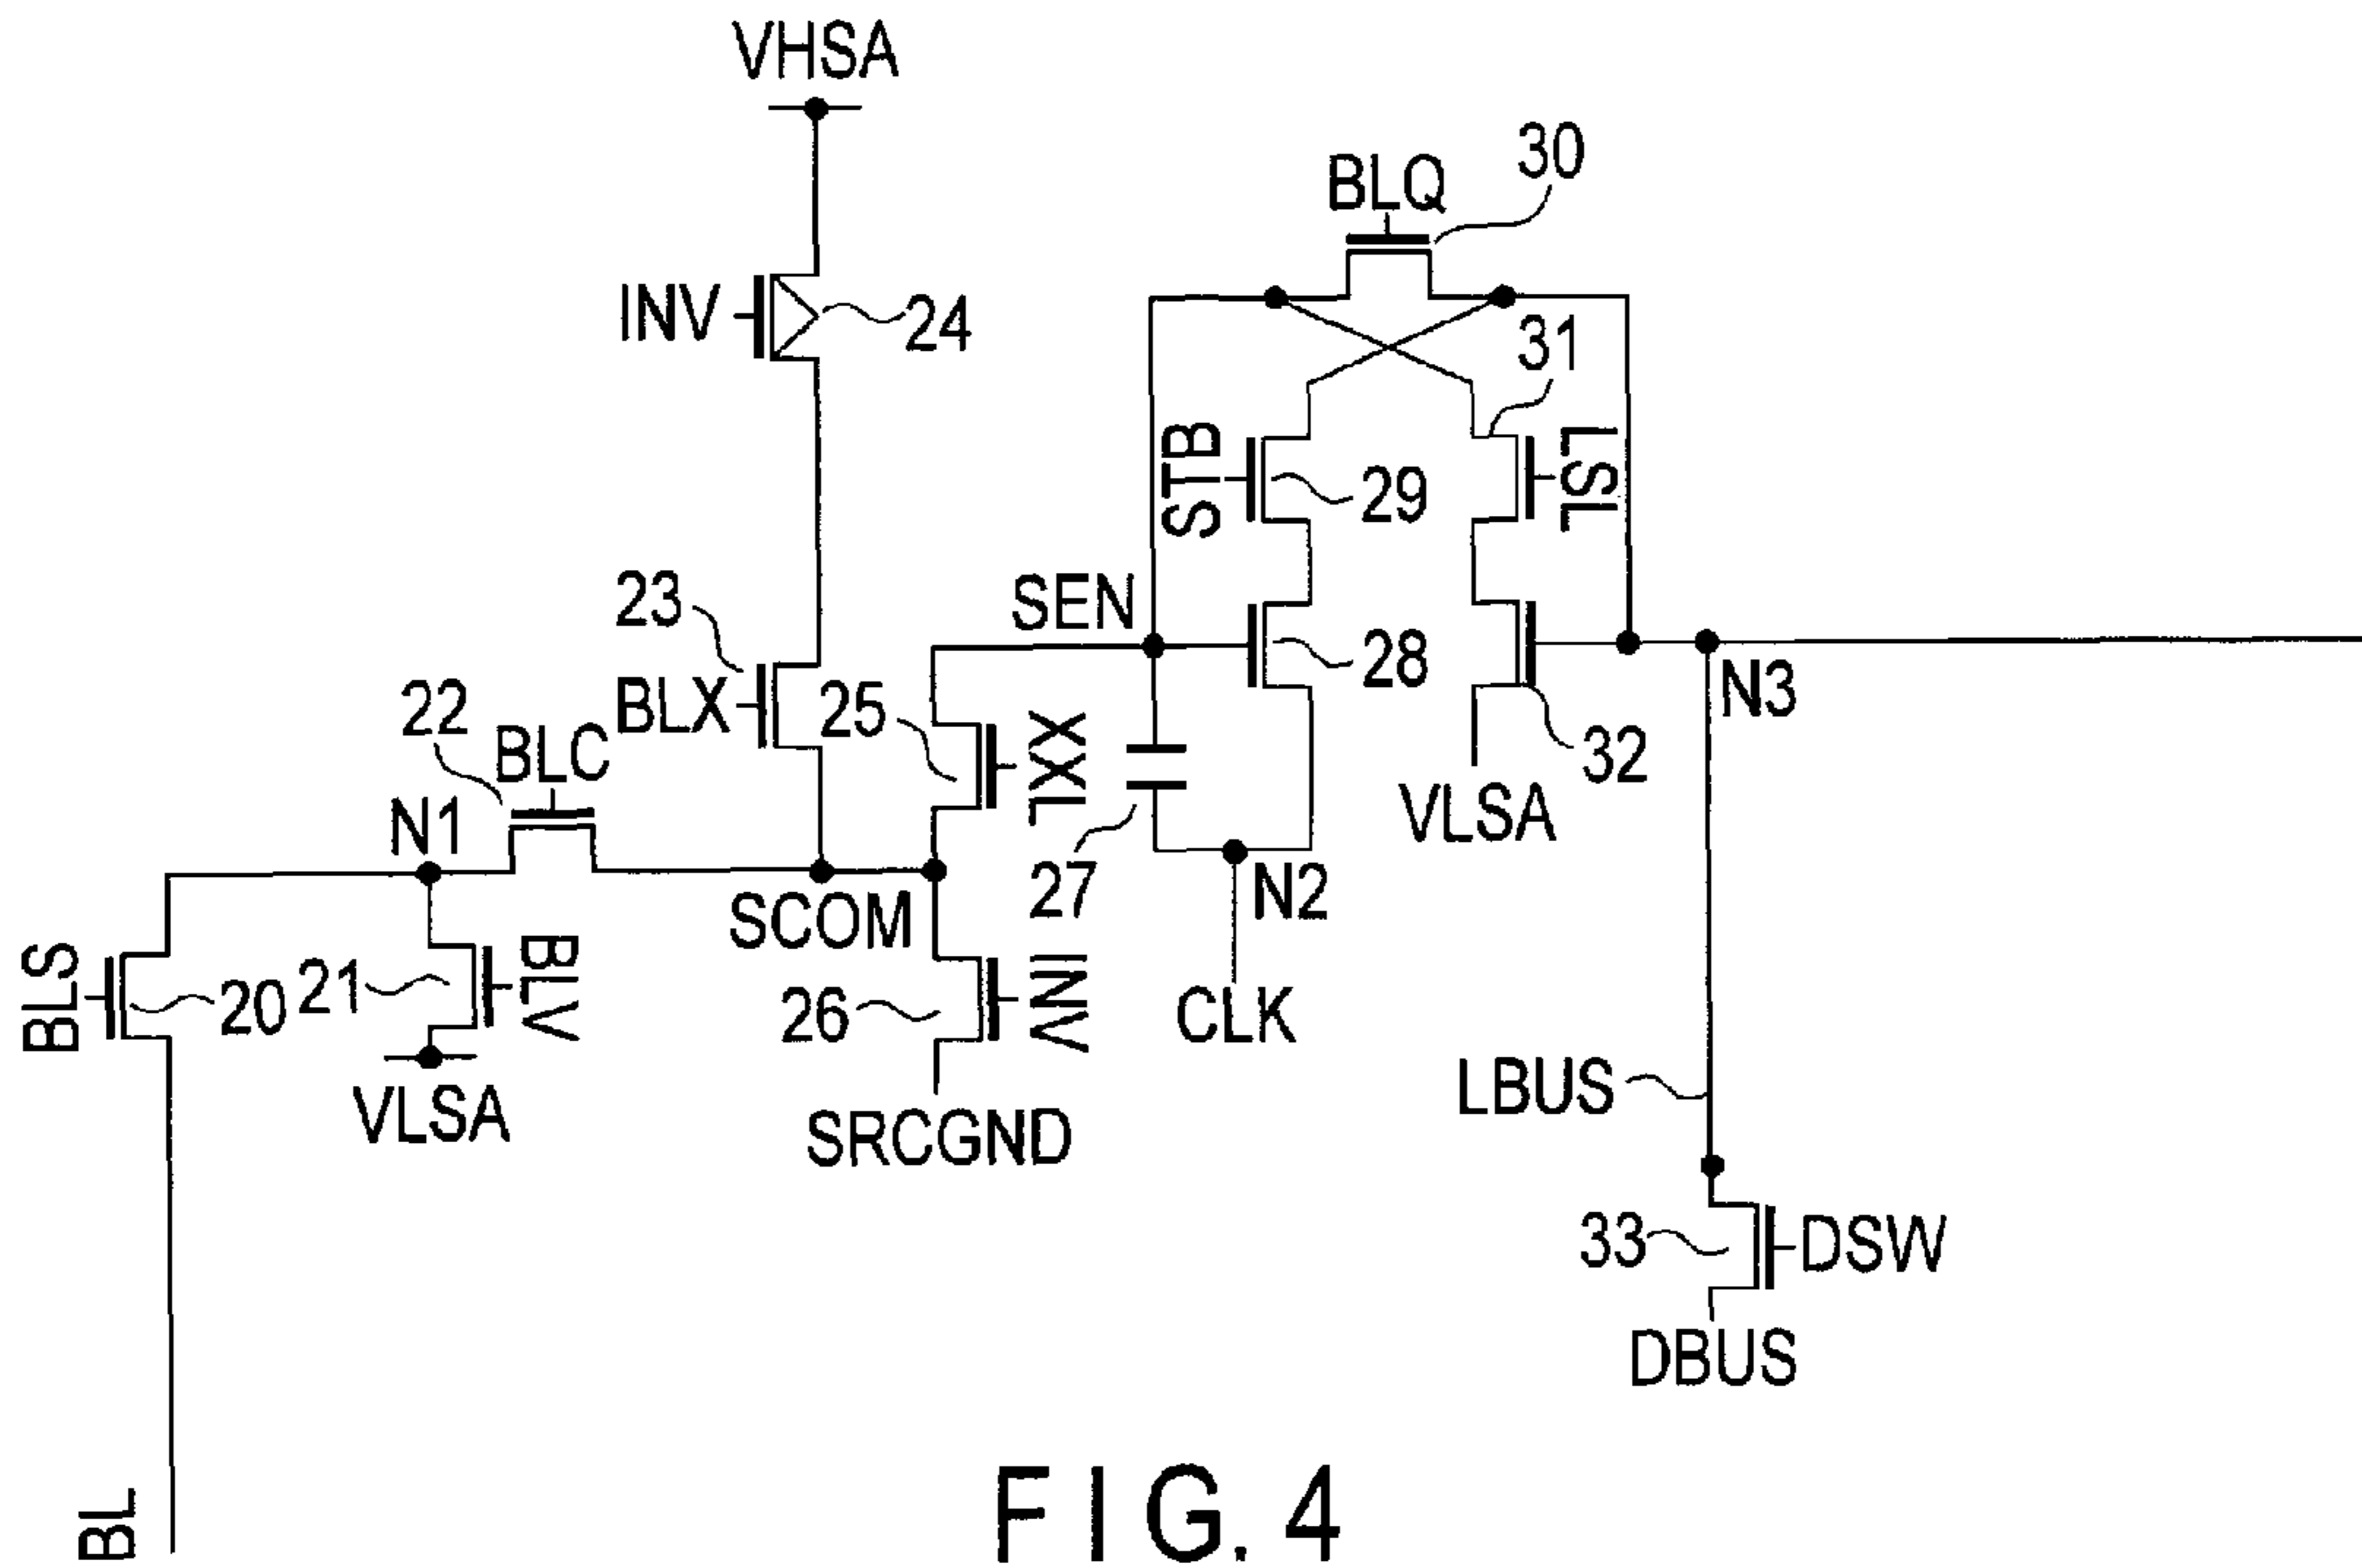 VHSA
BLQ
30
INV
24
31
STB
29
LSL
23
SEN
28
N3
22
BLX
25
XXL
BLC
32
VLSA
N1
27
N2
SCOM
BLS
20
21
BLV
26
INV
CLK
VLSA
SRCGND
LBUS
33
DSW
DBUS
BL
FIG. 4